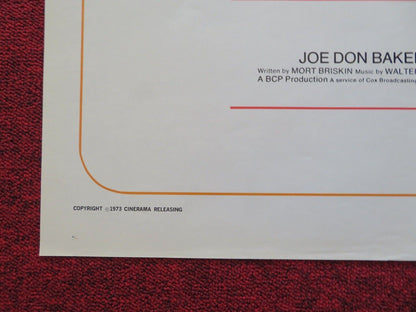 JOE DON BAKER
Written by MORT BRISKIN Music by WALTER
A BCP Production A service of Cox Broadcasting
COPYRIGHT © 1973 CINERAMA RELEASING